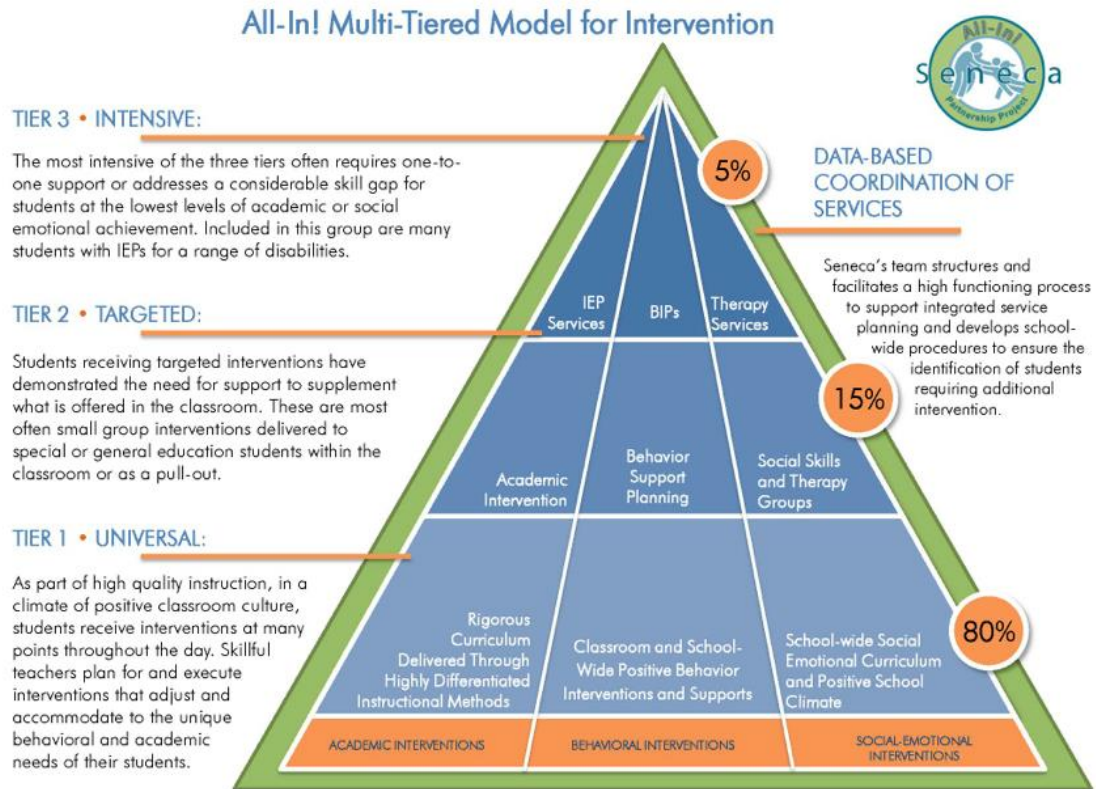 All-In! Multi-Tiered Model for Intervention
All-In!
Seneca
Partnership Project
TIER 3 • INTENSIVE:
The most intensive of the three tiers often requires one-to-
one support or addresses a considerable skill gap for
students at the lowest levels of academic or social
emotional achievement. Included in this group are many
students with IEPs for a range of disabilities.
TIER 2 • TARGETED:
Students receiving targeted interventions have
demonstrated the need for support to supplement
what is offered in the classroom. These are most
often small group interventions delivered to
special or general education students within the
classroom or as a pull-out.
TIER 1 • UNIVERSAL:
As part of high quality instruction, in a
climate of positive classroom culture,
students receive interventions at many
points throughout the day. Skillful
teachers plan for and execute
interventions that adjust and
accommodate to the unique
behavioral and academic
needs of their students.
5%
IEP
Services
BIPs
Therapy
Services
15%
Academic
Intervention
Behavior
Support
Planning
Social Skills
and Therapy
Groups
80%
Rigorous
Curriculum
Delivered Through
Highly Differentiated
Instructional Methods
Classroom and School-
Wide Positive Behavior
Interventions and Supports
School-wide Social
Emotional Curriculum
and Positive School
Climate
ACADEMIC INTERVENTIONS
BEHAVIORAL INTERVENTIONS
SOCIAL-EMOTIONAL
INTERVENTIONS
DATA-BASED
COORDINATION OF
SERVICES
Seneca's team structures and
facilitates a high functioning process
to support integrated service
planning and develops school-
wide procedures to ensure the
identification of students
requiring additional
intervention.